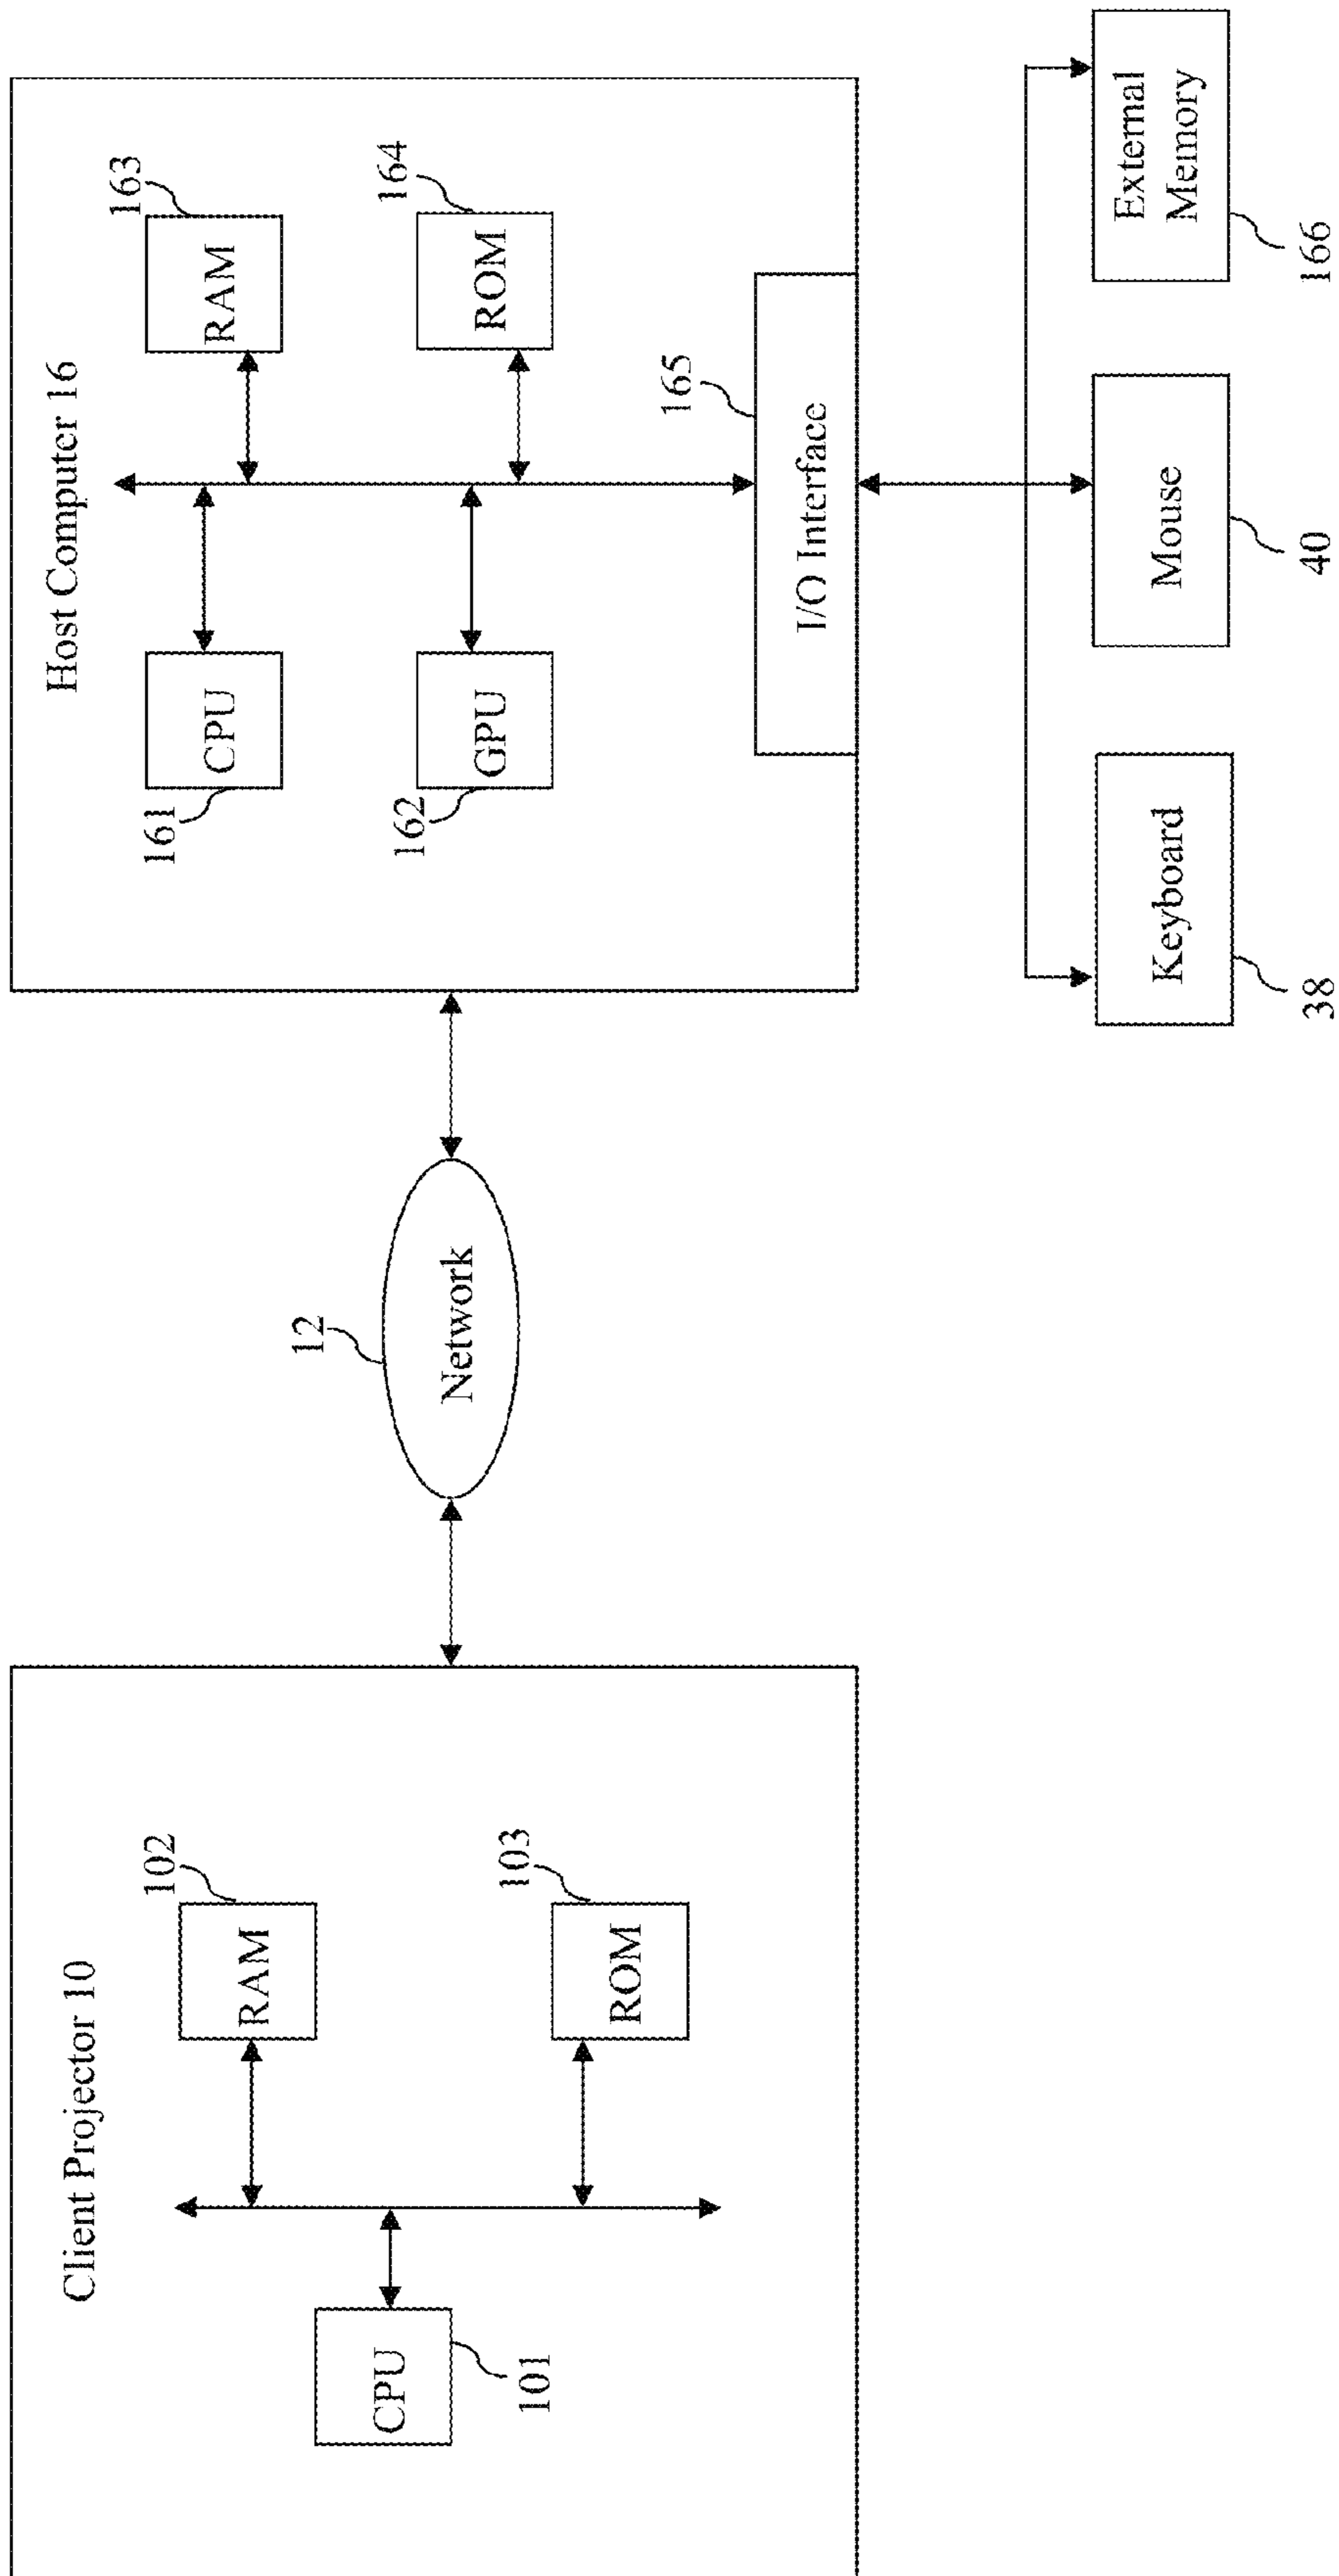 Client Projector 10
CPU
101
RAM
102
ROM
103
12
Network
Host Computer 16
161
CPU
163
RAM
162
GPU
164
ROM
165
I/O Interface
Keyboard
38
Mouse
40
External
Memory
166